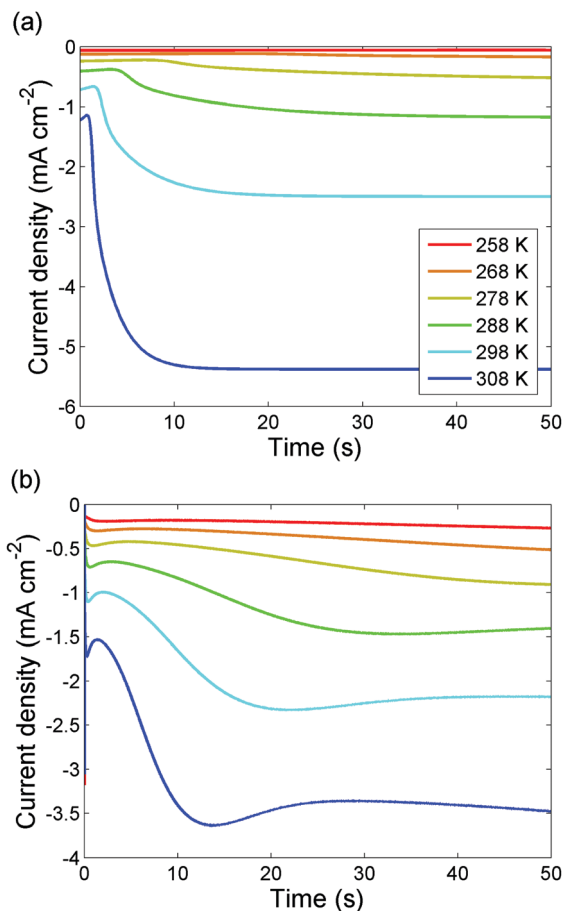 (a)
0
-1
-2
-3
-4
-5
-6
Current density (mA cm⁻²)
258 K
268 K
278 K
288 K
298 K
308 K
0 10 20 30 40 50
Time (s)
(b)
0
-0.5
-1
-1.5
-2
-2.5
-3
-3.5
-4
Current density (mA cm⁻²)
0 10 20 30 40 50
Time (s)